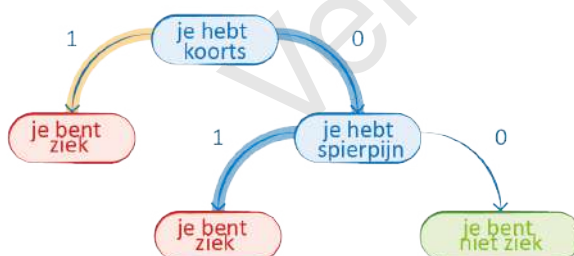 1
je hebt
koorts
0
je bent
ziek
1
je hebt
spierpijn
0
je bent
ziek
je bent
niet ziek